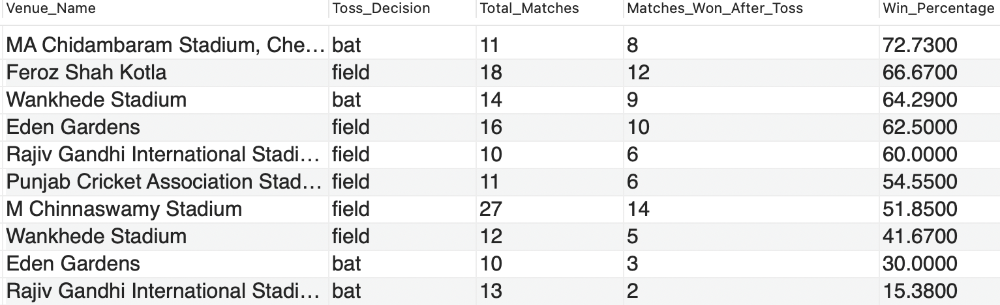 Venue_Name Toss_Decision Total_Matches Matches_Won_After_Toss Win_Percentage
MA Chidambaram Stadium, Che... bat 11 8 72.7300
Feroz Shah Kotla field 18 12 66.6700
Wankhede Stadium bat 14 9 64.2900
Eden Gardens field 16 10 62.5000
Rajiv Gandhi International Stadi... field 10 6 60.0000
Punjab Cricket Association Stad... field 11 6 54.5500
M Chinnaswamy Stadium field 27 14 51.8500
Wankhede Stadium field 12 5 41.6700
Eden Gardens bat 10 3 30.0000
Rajiv Gandhi International Stadi... bat 13 2 15.3800